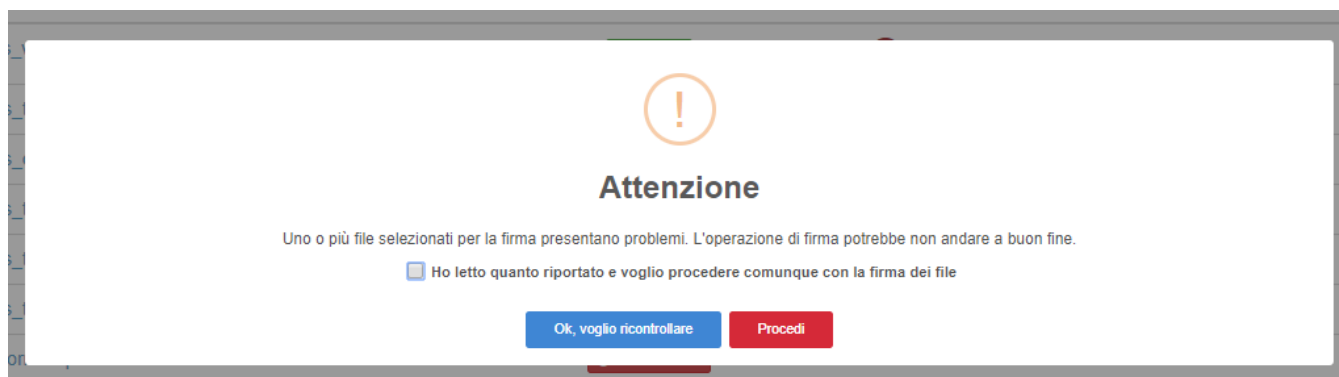 Attenzione
Uno o più file selezionati per la firma presentano problemi. L'operazione di firma potrebbe non andare a buon fine.
Ho letto quanto riportato e voglio procedere comunque con la firma dei file
Ok, voglio ricontrollare
Procedi